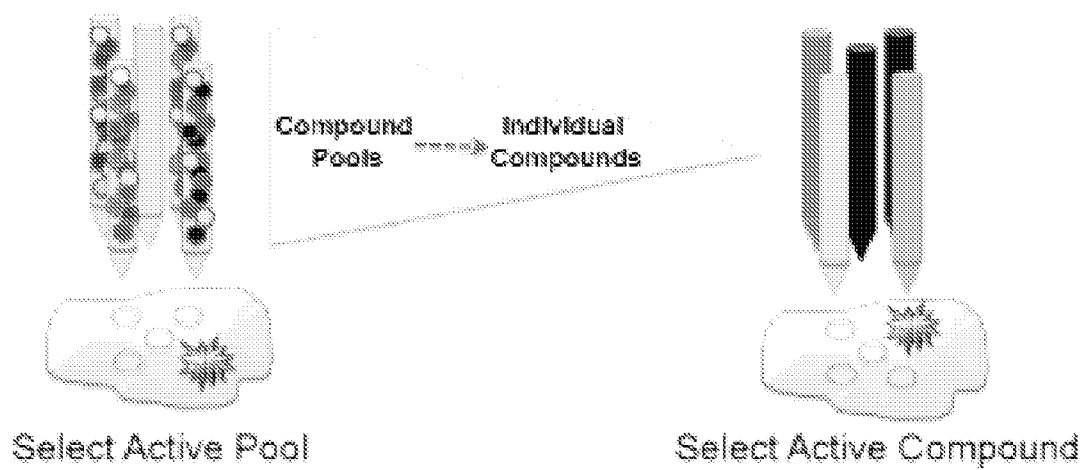 Compound
Pools
Individual
Compounds
Select Active Pool
Select Active Compound